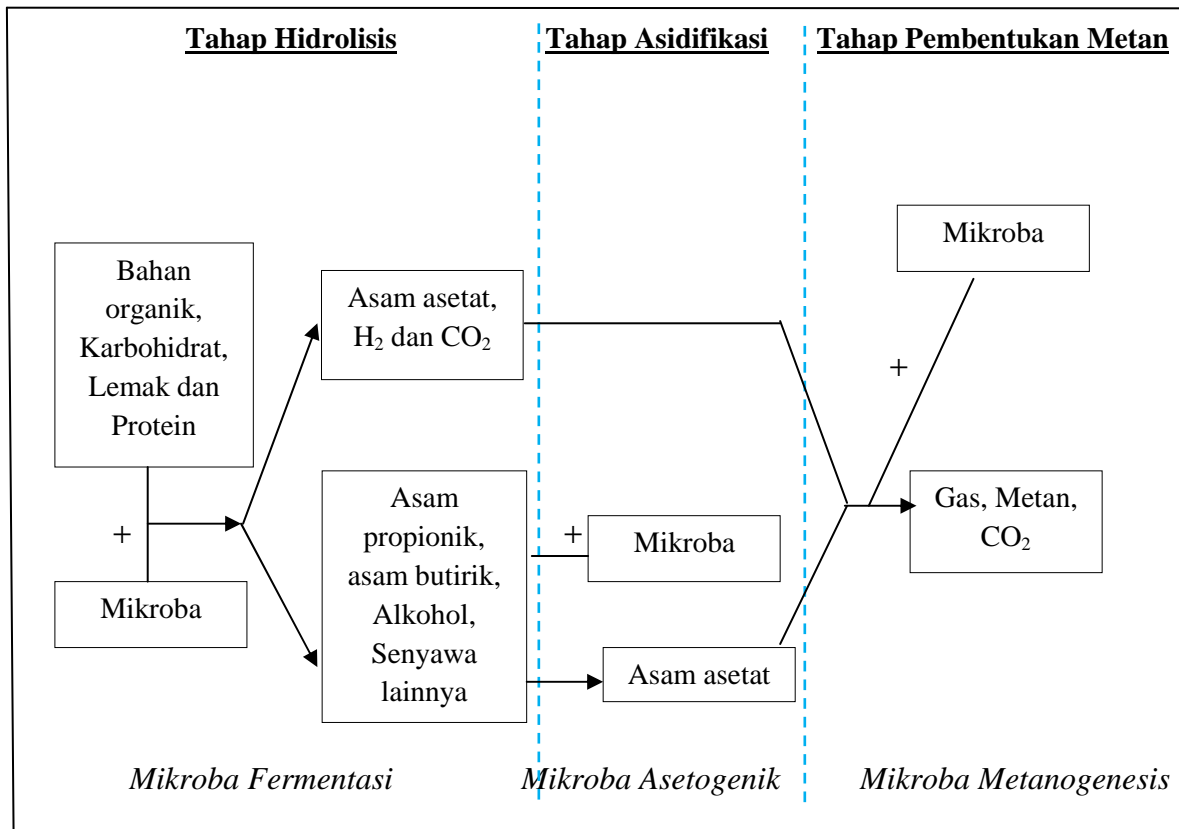 Tahap Hidrolisis
Tahap Asidifikasi
Tahap Pembentukan Metan
Bahan
organik,
Karbohidrat,
Lemak dan
Protein
+
Mikroba
Asam asetat,
H₂ dan CO₂
Asam
propionik,
asam butirik,
Alkohol,
Senyawa
lainnya
+
Mikroba
Asam asetat
Mikroba
+
Gas, Metan,
CO₂
Mikroba Fermentasi
Mikroba Asetogenik
Mikroba Metanogenesis